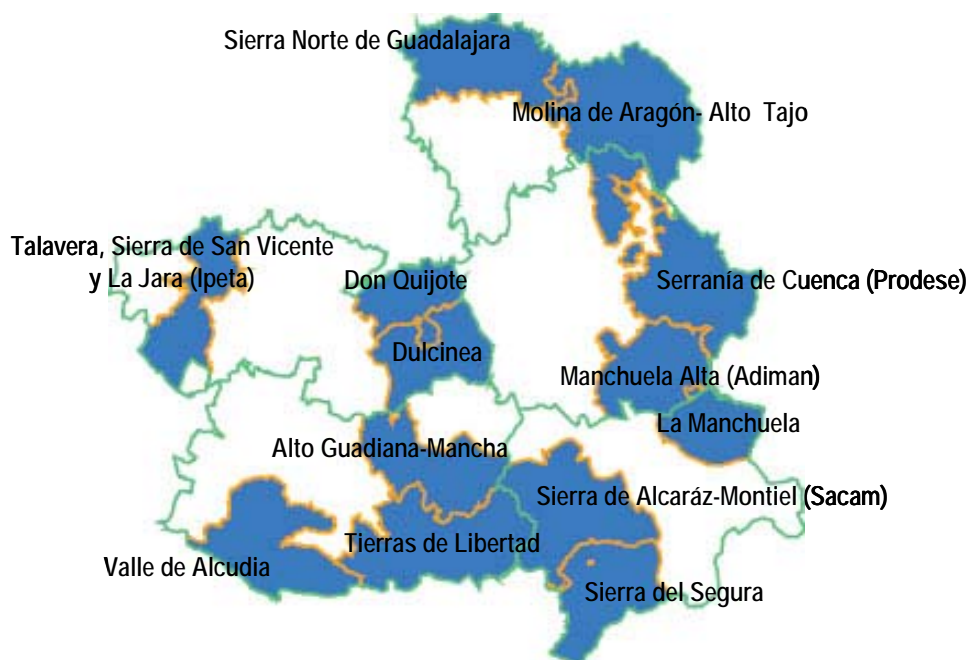 Sierra Norte de Guadalajara
Molina de Aragón- Alto Tajo
Talavera, Sierra de San Vicente
y La Jara (Ipeta)
Don Quijote
Serranía de Cuenca (Prodese)
Dulcinea
Manchuela Alta (Adiman)
La Manchuela
Alto Guadiana-Mancha
Sierra de Alcaráz-Montiel (Sacam)
Tierras de Libertad
Valle de Alcudia
Sierra del Segura